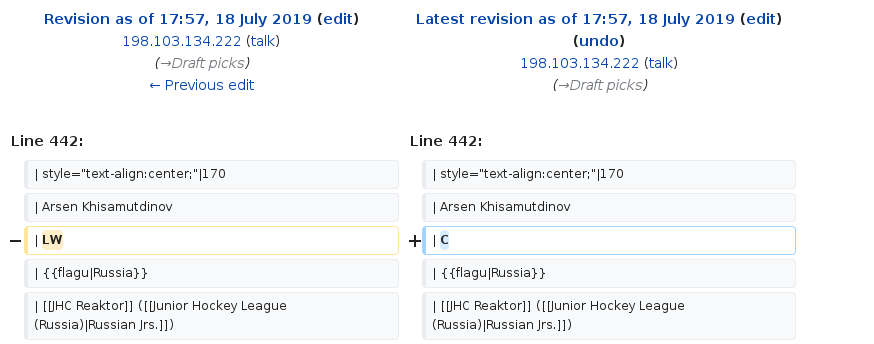 Revision as of 17:57, 18 July 2019 (edit)
198.103.134.222 (talk)
(→Draft picks)
← Previous edit
Latest revision as of 17:57, 18 July 2019 (edit)
(undo)
198.103.134.222 (talk)
(→Draft picks)
Line 442:
Line 442:
| style="text-align:center;"|170
| style="text-align:center;"|170
| Arsen Khisamutdinov
| Arsen Khisamutdinov
− | LW
+ | C
| {{flagu|Russia}}
| {{flagu|Russia}}
| [[JHC Reaktor]] ([[Junior Hockey League
(Russia)|Russian Jrs.]])
| [[JHC Reaktor]] ([[Junior Hockey League
(Russia)|Russian Jrs.]])